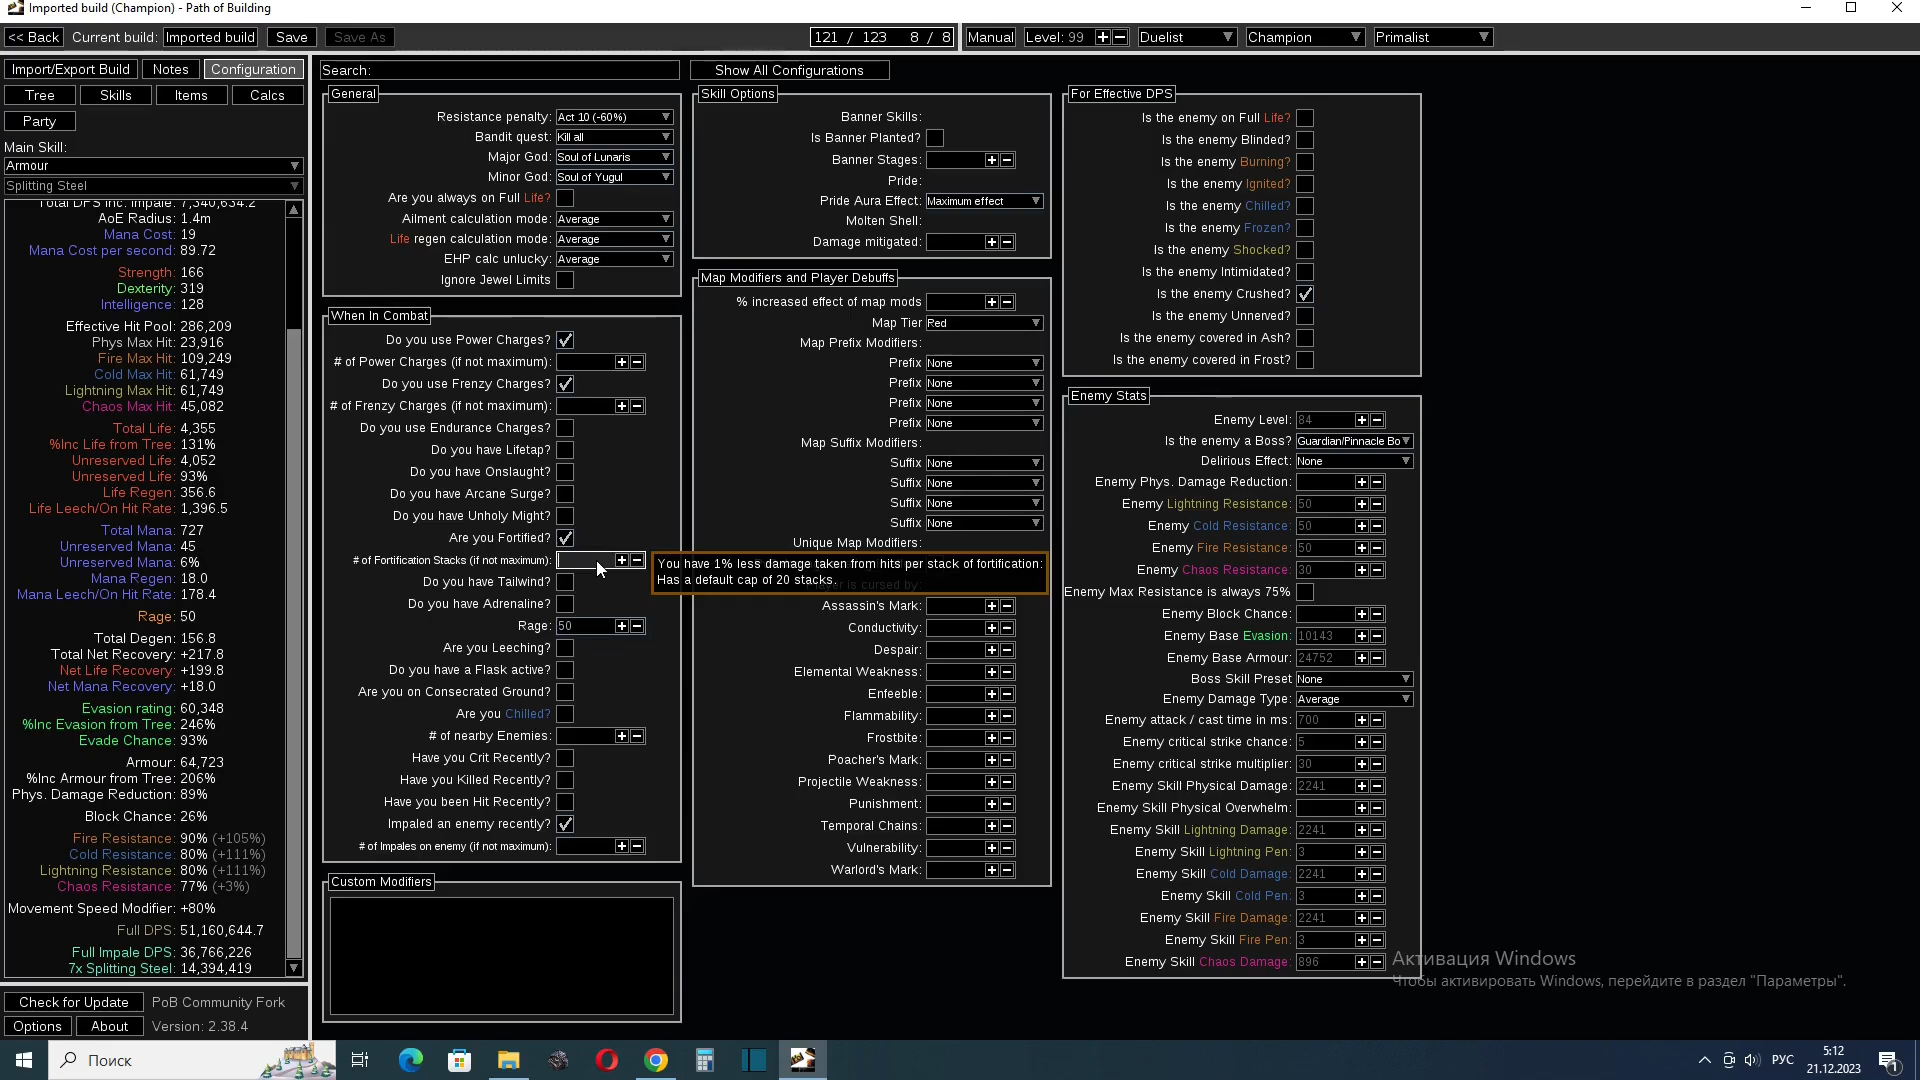 Imported build (Champion) - Path of Building
<< Back Current build: Imported build Save Save As 121 / 123 8 / 8 Manual Level: 99 Duelist Champion Primalist
Import/Export Build Notes Configuration
Tree Skills Items Calcs
Party
Main Skill:
Armour
Splitting Steel
Total DPS inc. Impale: 7,340,634.2
AoE Radius: 1.4m
Mana Cost: 19
Mana Cost per second: 89.72
Strength: 166
Dexterity: 319
Intelligence: 128
Effective Hit Pool: 286,209
Phys Max Hit: 23,916
Fire Max Hit: 109,249
Cold Max Hit: 61,749
Lightning Max Hit: 61,749
Chaos Max Hit: 45,082
Total Life: 4,355
%Inc Life from Tree: 131%
Unreserved Life: 4,052
Unreserved Life: 93%
Life Regen: 356.6
Life Leech/On Hit Rate: 1,396.5
Total Mana: 727
Unreserved Mana: 45
Unreserved Mana: 6%
Mana Regen: 18.0
Mana Leech/On Hit Rate: 178.4
Rage: 50
Total Degen: 156.8
Total Net Recovery: +217.8
Net Life Recovery: +199.8
Net Mana Recovery: +18.0
Evasion rating: 60,348
%Inc Evasion from Tree: 246%
Evade Chance: 93%
Armour: 64,723
%Inc Armour from Tree: 206%
Phys. Damage Reduction: 89%
Block Chance: 26%
Fire Resistance: 90% (+105%)
Cold Resistance: 80% (+111%)
Lightning Resistance: 80% (+111%)
Chaos Resistance: 77% (+3%)
Movement Speed Modifier: +80%
Full DPS: 51,160,644.7
Full Impale DPS: 36,766,226
7x Splitting Steel: 14,394,419
Check for Update PoB Community Fork
Options About Version: 2.38.4
Search: Show All Configurations
General
Resistance penalty: Act 10 (-60%)
Bandit quest: Kill all
Major God: Soul of Lunaris
Minor God: Soul of Yugul
Are you always on Full Life?
Ailment calculation mode: Average
Life regen calculation mode: Average
EHP calc unlucky: Average
Ignore Jewel Limits
When In Combat
Do you use Power Charges?
# of Power Charges (if not maximum):
Do you use Frenzy Charges?
# of Frenzy Charges (if not maximum):
Do you use Endurance Charges?
Do you have Lifetap?
Do you have Onslaught?
Do you have Arcane Surge?
Do you have Unholy Might?
Are you Fortified?
# of Fortification Stacks (if not maximum):
Do you have Tailwind?
Do you have Adrenaline?
Rage: 50
Are you Leeching?
Do you have a Flask active?
Are you on Consecrated Ground?
Are you Chilled?
# of nearby Enemies:
Have you Crit Recently?
Have you Killed Recently?
Have you been Hit Recently?
Impaled an enemy recently?
# of Impales on enemy (if not maximum):
Custom Modifiers
Skill Options
Banner Skills:
Is Banner Planted?
Banner Stages:
Pride:
Pride Aura Effect: Maximum effect
Molten Shell:
Damage mitigated:
Map Modifiers and Player Debuffs
% increased effect of map mods
Map Tier Red
Map Prefix Modifiers:
Prefix None
Prefix None
Prefix None
Prefix None
Map Suffix Modifiers:
Suffix None
Suffix None
Suffix None
Suffix None
Unique Map Modifiers:
You have 1% less damage taken from hits per stack of fortification:
Has a default cap of 20 stacks.
Player is cursed by:
Assassin's Mark:
Conductivity:
Despair:
Elemental Weakness:
Enfeeble:
Flammability:
Frostbite:
Poacher's Mark:
Projectile Weakness:
Punishment:
Temporal Chains:
Vulnerability:
Warlord's Mark:
For Effective DPS
Is the enemy on Full Life?
Is the enemy Blinded?
Is the enemy Burning?
Is the enemy Ignited?
Is the enemy Chilled?
Is the enemy Frozen?
Is the enemy Shocked?
Is the enemy Intimidated?
Is the enemy Crushed?
Is the enemy Unnerved?
Is the enemy covered in Ash?
Is the enemy covered in Frost?
Enemy Stats
Enemy Level: 84
Is the enemy a Boss? Guardian/Pinnacle Bo
Delirious Effect: None
Enemy Phys. Damage Reduction:
Enemy Lightning Resistance: 50
Enemy Cold Resistance: 50
Enemy Fire Resistance: 50
Enemy Chaos Resistance: 30
Enemy Max Resistance is always 75%
Enemy Block Chance:
Enemy Base Evasion: 10143
Enemy Base Armour: 24752
Boss Skill Preset None
Enemy Damage Type: Average
Enemy attack / cast time in ms: 700
Enemy critical strike chance: 5
Enemy critical strike multiplier: 30
Enemy Skill Physical Damage: 2241
Enemy Skill Physical Overwhelm:
Enemy Skill Lightning Damage: 2241
Enemy Skill Lightning Pen: 3
Enemy Skill Cold Damage: 2241
Enemy Skill Cold Pen: 3
Enemy Skill Fire Damage: 2241
Enemy Skill Fire Pen: 3
Enemy Skill Chaos Damage: 896
Активация Windows
Чтобы активировать Windows, перейдите в раздел "Параметры".
Поиск
РУС
5:12
21.12.2023
1